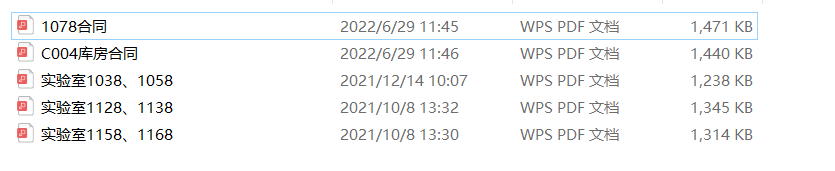 1078合同 2022/6/29 11:45 WPS PDF 文档 1,471 KB
C004库房合同 2022/6/29 11:46 WPS PDF 文档 1,440 KB
实验室1038、1058 2021/12/14 10:07 WPS PDF 文档 1,238 KB
实验室1128、1138 2021/10/8 13:32 WPS PDF 文档 1,345 KB
实验室1158、1168 2021/10/8 13:30 WPS PDF 文档 1,314 KB